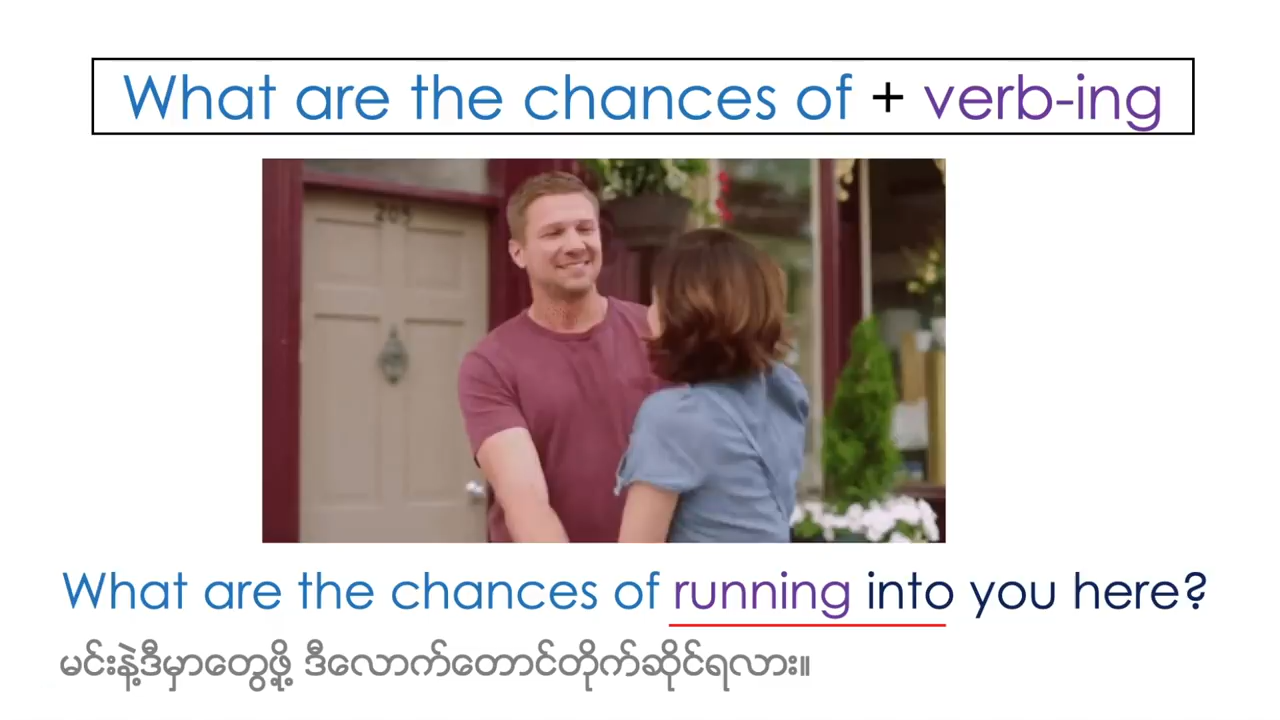 What are the chances of + verb-ing
205
What are the chances of running into you here?
မင်းနဲ့ဒီမှာတွေ့ဖို့ ဒီလောက်တောင်တိုက်ဆိုင်ရလား။